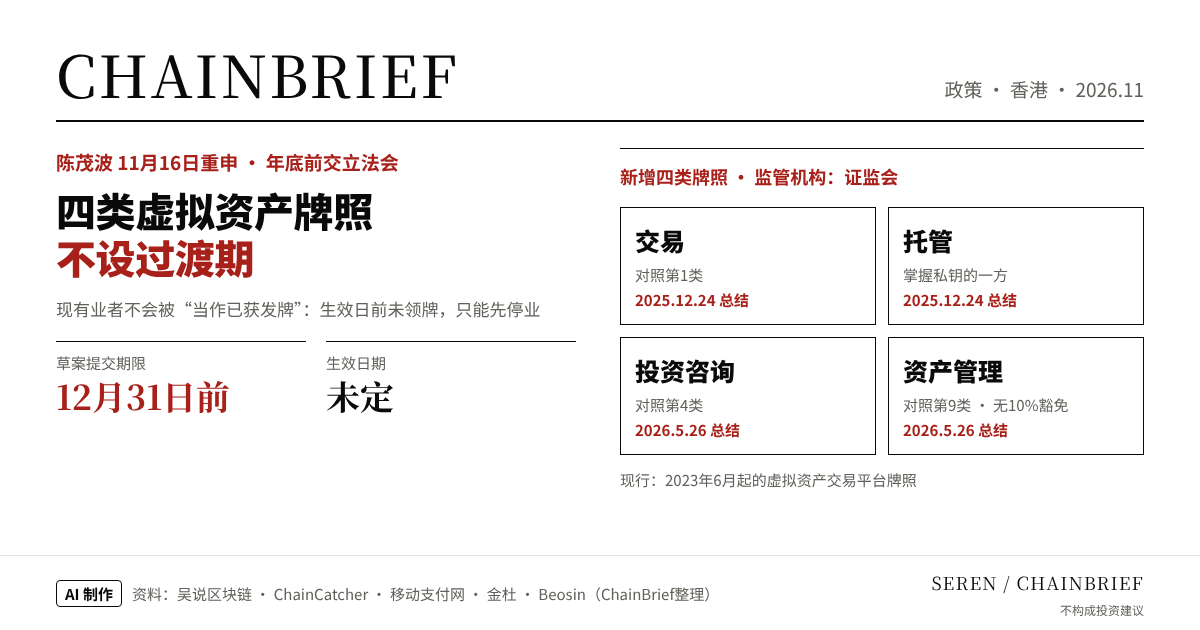 CHAINBRIEF
政策 · 香港 · 2026.11
陈茂波 11月16日重申 · 年底前交立法会
四类虚拟资产牌照
不设过渡期
现有业者不会被“当作已获发牌”：生效日前未领牌，只能先停业
草案提交期限
12月31日前
生效日期
未定
新增四类牌照 · 监管机构：证监会
交易
对照第1类
2025.12.24 总结
托管
掌握私钥的一方
2025.12.24 总结
投资咨询
对照第4类
2026.5.26 总结
资产管理
对照第9类 · 无10%豁免
2026.5.26 总结
现行：2023年6月起的虚拟资产交易平台牌照
AI 制作
资料：吴说区块链 · ChainCatcher · 移动支付网 · 金杜 · Beosin（ChainBrief整理）
SEREN / CHAINBRIEF
不构成投资建议